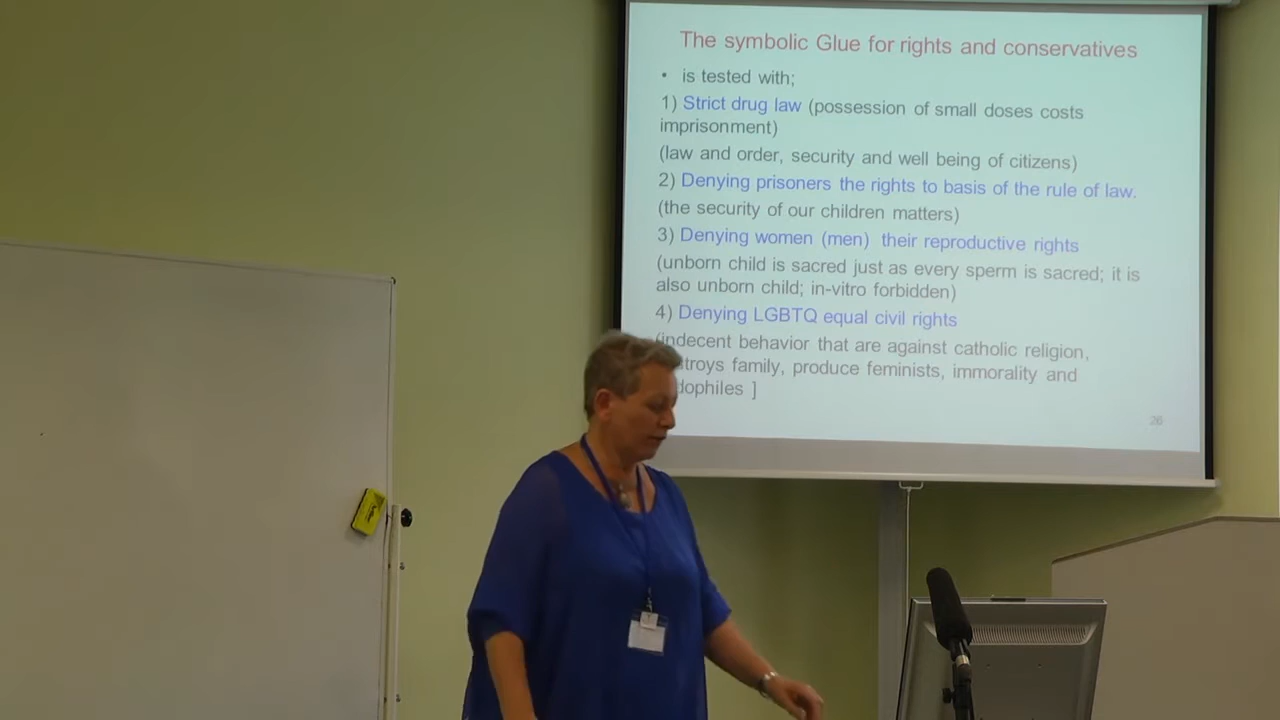 The symbolic Glue for rights and conservatives
• is tested with;
1) Strict drug law (possession of small doses costs
imprisonment)
(law and order, security and well being of citizens)
2) Denying prisoners the rights to basis of the rule of law.
(the security of our children matters)
3) Denying women (men) their reproductive rights
(unborn child is sacred just as every sperm is sacred; it is
also unborn child; in-vitro forbidden)
4) Denying LGBTQ equal civil rights
(indecent behavior that are against catholic religion,
troys family, produce feminists, immorality and
dophiles ]
26